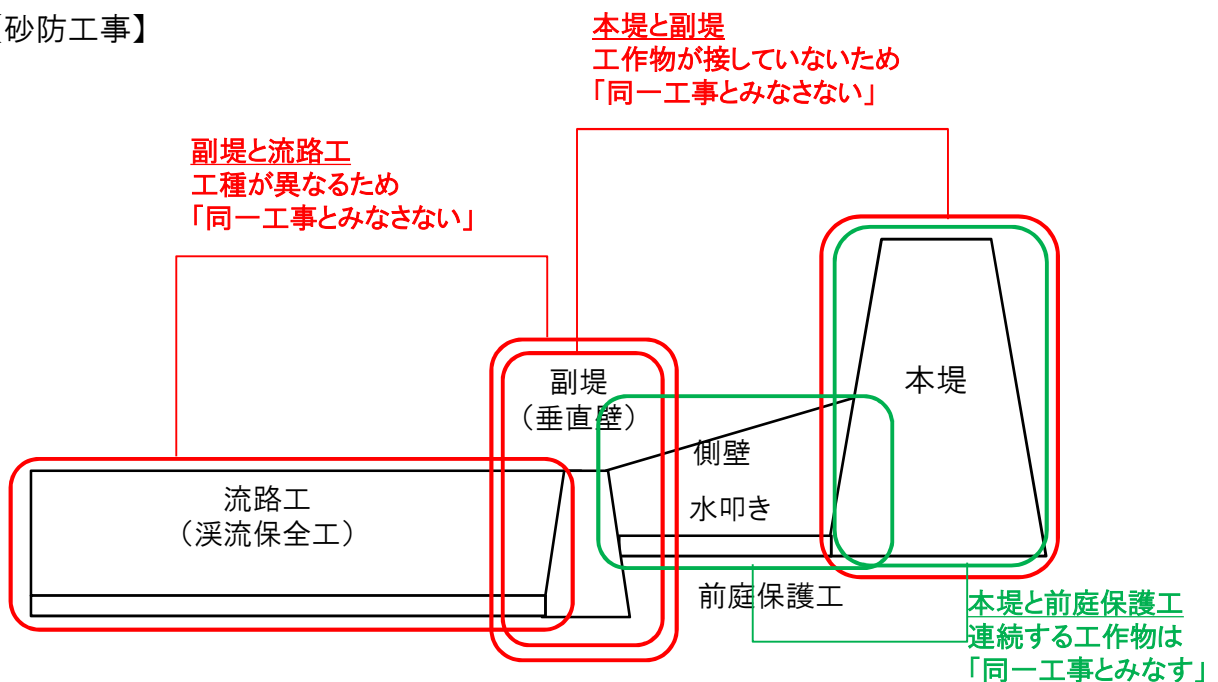 【砂防工事】
本堤と副堤
工作物が接していないため
「同一工事とみなさない」
副堤と流路工
工種が異なるため
「同一工事とみなさない」
副堤
（垂直壁）
本堤
側壁
流路工
（渓流保全工）
水叩き
前庭保護工
本堤と前庭保護工
連続する工作物は
「同一工事とみなす」